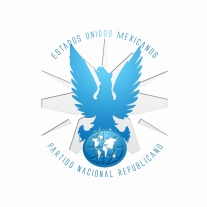 ESTADOS UNIDOS MEXICANOS
PARTIDO NACIONAL REPUBLICANO